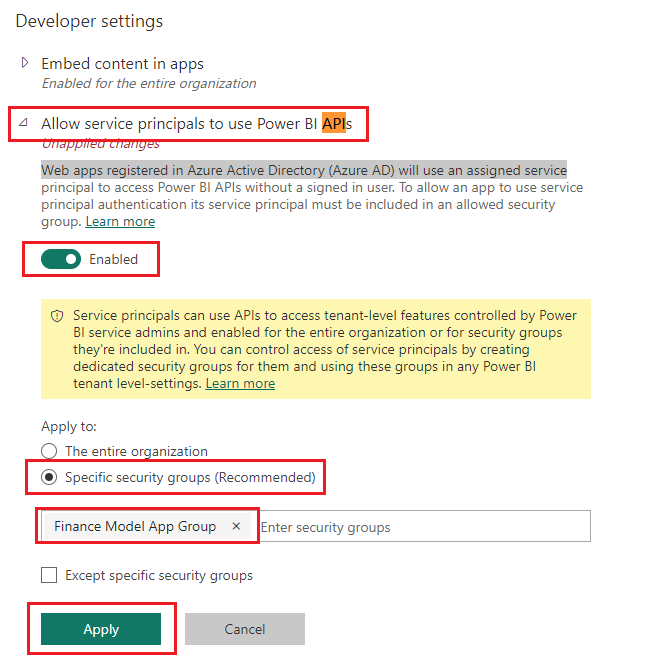 Developer settings
Embed content in apps
Enabled for the entire organization
Allow service principals to use Power BI APIs
Unapplied changes
Web apps registered in Azure Active Directory (Azure AD) will use an assigned service
principal to access Power BI APIs without a signed in user. To allow an app to use service
principal authentication its service principal must be included in an allowed security
group. Learn more
Enabled
Service principals can use APIs to access tenant-level features controlled by Power
BI service admins and enabled for the entire organization or for security groups
they're included in. You can control access of service principals by creating
dedicated security groups for them and using these groups in any Power BI
tenant level-settings. Learn more
Apply to:
The entire organization
Specific security groups (Recommended)
Finance Model App Group × Enter security groups
Except specific security groups
Apply Cancel